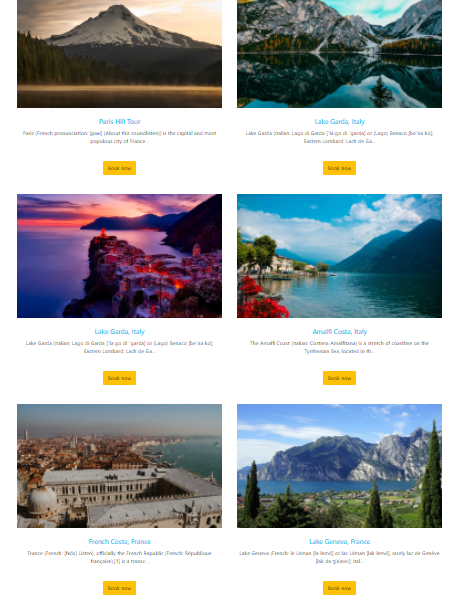 Paris Hill Tour
Paris (French pronunciation: [paʁi] (About this soundlisten)) is the capital and most
populous city of France...
Book now
Lake Garda, Italy
Lake Garda (Italian: Lago di Garda [ˈlaːɡo di ˈɡarda] or (Lago) Benaco [beˈnaːko];
Eastern Lombard: Lach de Ga...
Book now
Lake Garda, Italy
Lake Garda (Italian: Lago di Garda [ˈlaːɡo di ˈɡarda] or (Lago) Benaco [beˈnaːko];
Eastern Lombard: Lach de Ga...
Book now
Amalfi Costa, Italy
The Amalfi Coast (Italian: Costiera Amalfitana) is a stretch of coastline on the
Tyrrhenian Sea, located in th...
Book now
French Costa, France
France (French: [fʁɑ̃s] Listen), officially the French Republic (French: République
française),[1] is a transc...
Book now
Lake Geneva, France
Lake Geneva (French: le Léman [lə lemɑ̃] or lac Léman [lak lemɑ̃], rarely lac de Genève
[lak də ʒənɛv]; Ital...
Book now